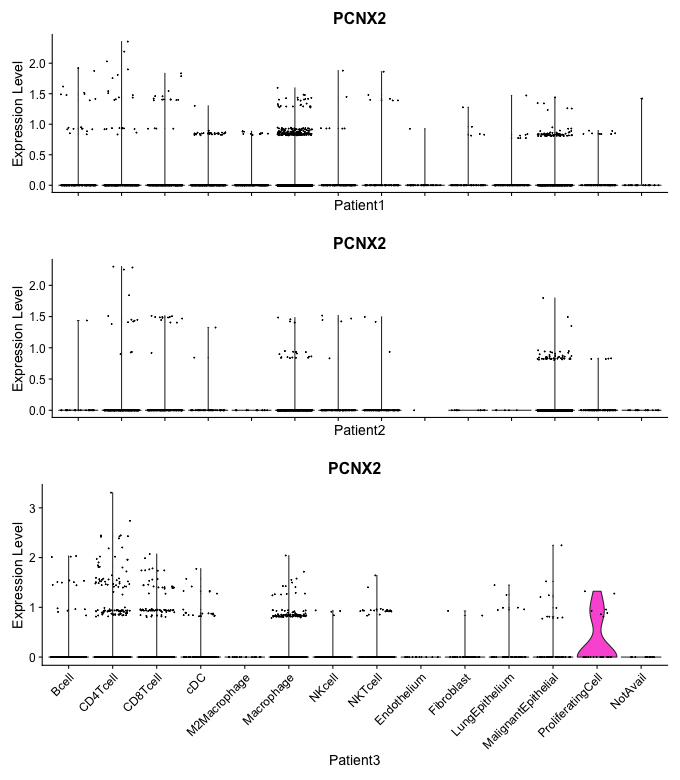 PCNX2
Expression Level
2.0
1.5
1.0
0.5
0.0
Patient1
PCNX2
Expression Level
2.0
1.5
1.0
0.5
0.0
Patient2
PCNX2
Expression Level
3
2
1
0
Bcell
CD4Tcell
CD8Tcell
cDC
M2Macrophage
Macrophage
NKcell
NKTcell
Endothelium
Fibroblast
LungEpithelium
MalignantEpithelial
ProliferatingCell
NotAvail
Patient3